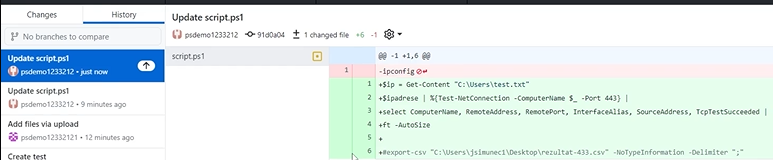 Changes
History
Update script.ps1
psdemo1233212
91d0a04
1 changed file
+6 -1
No branches to compare
Update script.ps1
psdemo1233212 • just now
Update script.ps1
psdemo1233212 • 9 minutes ago
Add files via upload
psdemo12332121 • 12 minutes ago
Create test
script.ps1
@@ -1 +1,6 @@
1 -ipconfig
1 +$ip = Get-Content "C:\Users\test.txt"
2 +$ipadrese | %{Test-NetConnection -ComputerName $_ -Port 443} |
3 +select ComputerName, RemoteAddress, RemotePort, InterfaceAlias, SourceAddress, TcpTestSucceeded |
4 +ft -AutoSize
5 +
6 +#export-csv "C:\Users\jsimunec1\Desktop\rezultat-433.csv" -NoTypeInformation -Delimiter ";"